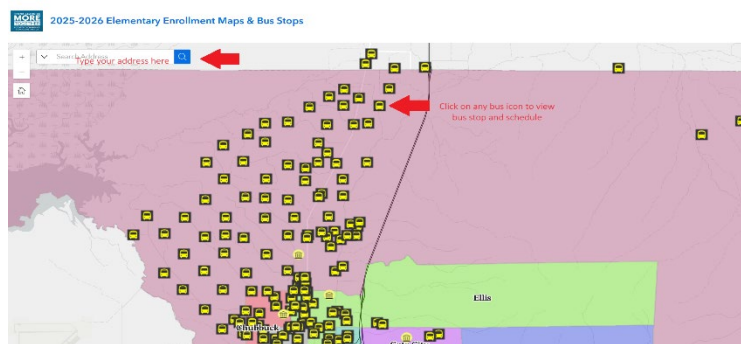 MORE
2025-2026 Elementary Enrollment Maps & Bus Stops
Search Address
Type your address here
Click on any bus icon to view
bus stop and schedule
Ellis
Chubbuck